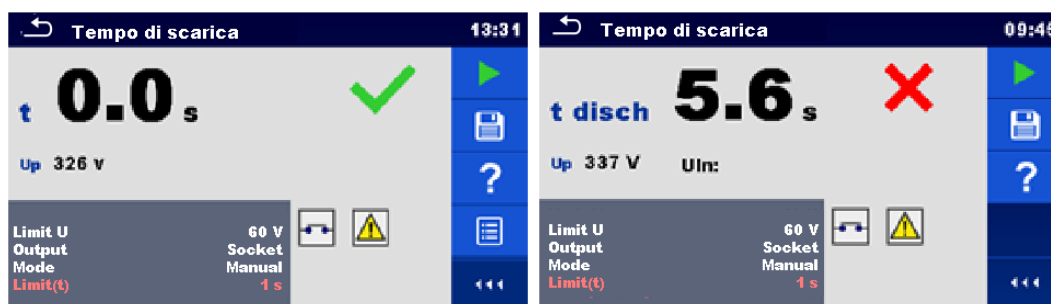 Tempo di scarica 13:31
t 0.0 s
Up 326 V
?
Limit U 60 V
Output Socket
Mode Manual
Limit(t) 1 s
Tempo di scarica 09:46
t disch 5.6 s
Up 337 V UIn:
?
Limit U 60 V
Output Socket
Mode Manual
Limit(t) 1 s